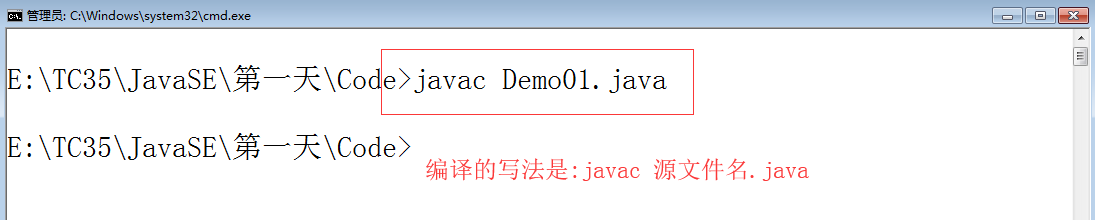 管理员: C:\Windows\system32\cmd.exe
E:\TC35\JavaSE\第一天\Code>javac Demo01.java
E:\TC35\JavaSE\第一天\Code>
编译的写法是:javac 源文件名.java